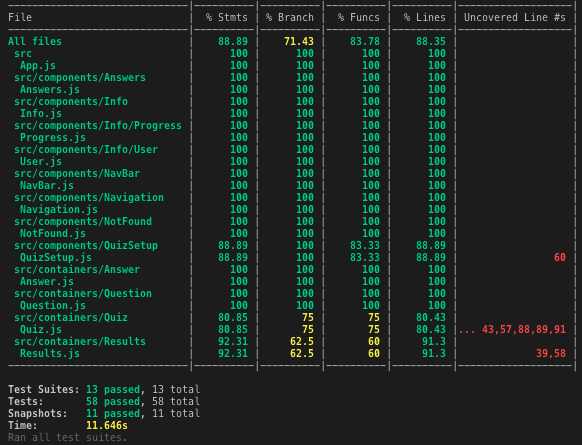 File | % Stmts | % Branch | % Funcs | % Lines | Uncovered Line #s |
All files | 88.89 | 71.43 | 83.78 | 88.35 | |
src | 100 | 100 | 100 | 100 | |
App.js | 100 | 100 | 100 | 100 | |
src/components/Answers | 100 | 100 | 100 | 100 | |
Answers.js | 100 | 100 | 100 | 100 | |
src/components/Info | 100 | 100 | 100 | 100 | |
Info.js | 100 | 100 | 100 | 100 | |
src/components/Info/Progress | 100 | 100 | 100 | 100 | |
Progress.js | 100 | 100 | 100 | 100 | |
src/components/Info/User | 100 | 100 | 100 | 100 | |
User.js | 100 | 100 | 100 | 100 | |
src/components/NavBar | 100 | 100 | 100 | 100 | |
NavBar.js | 100 | 100 | 100 | 100 | |
src/components/Navigation | 100 | 100 | 100 | 100 | |
Navigation.js | 100 | 100 | 100 | 100 | |
src/components/NotFound | 100 | 100 | 100 | 100 | |
NotFound.js | 100 | 100 | 100 | 100 | |
src/components/QuizSetup | 88.89 | 100 | 83.33 | 88.89 | |
QuizSetup.js | 88.89 | 100 | 83.33 | 88.89 | 60 |
src/containers/Answer | 100 | 100 | 100 | 100 | |
Answer.js | 100 | 100 | 100 | 100 | |
src/containers/Question | 100 | 100 | 100 | 100 | |
Question.js | 100 | 100 | 100 | 100 | |
src/containers/Quiz | 80.85 | 75 | 75 | 80.43 | |
Quiz.js | 80.85 | 75 | 75 | 80.43 |... 43,57,88,89,91 |
src/containers/Results | 92.31 | 62.5 | 60 | 91.3 | |
Results.js | 92.31 | 62.5 | 60 | 91.3 | 39,58 |
Test Suites: 13 passed, 13 total
Tests: 58 passed, 58 total
Snapshots: 11 passed, 11 total
Time: 11.646s
Ran all test suites.